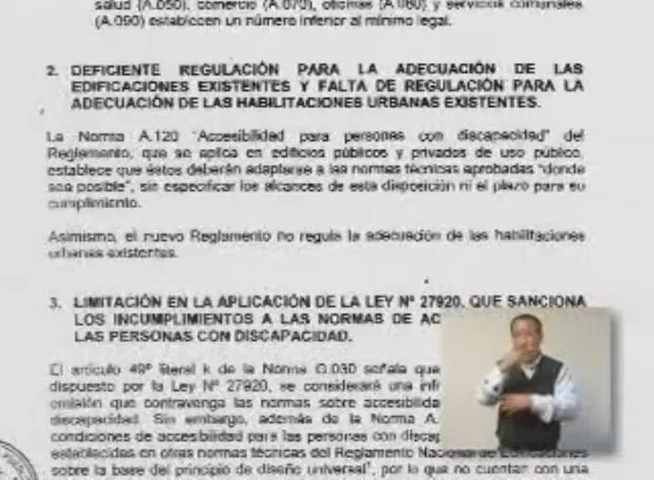 salud (A.050), comercio (A.070), oficinas (A.080) y servicios comunales
(A.090) establecen un número inferior al mínimo legal.
2. DEFICIENTE REGULACIÓN PARA LA ADECUACIÓN DE LAS
EDIFICACIONES EXISTENTES Y FALTA DE REGULACIÓN PARA LA
ADECUACIÓN DE LAS HABILITACIONES URBANAS EXISTENTES.
La Norma A.120 "Accesibilidad para personas con discapacidad" del
Reglamento, que se aplica en edificios públicos y privados de uso público,
establece que éstos deberán adaptarse a las normas técnicas aprobadas "donde
sea posible", sin especificar los alcances de esta disposición ni el plazo para su
cumplimiento.
Asimismo, el nuevo Reglamento no regula la adecuación de las habilitaciones
urbanas existentes.
3. LIMITACIÓN EN LA APLICACIÓN DE LA LEY Nº 27920, QUE SANCIONA
LOS INCUMPLIMIENTOS A LAS NORMAS DE AC
LAS PERSONAS CON DISCAPACIDAD.
El artículo 49º literal k de la Norma G.030 señala que
dispuesto por la Ley Nº 27920, se considerará una infr
omisión que contravenga las normas sobre accesibilida
discapacidad. Sin embargo, además de la Norma A.
condiciones de accesibilidad para las personas con discap
establecidas en otras normas técnicas del Reglamento Nacional de Edificaciones
sobre la base del principio de diseño universal", por lo que no cuentan con una